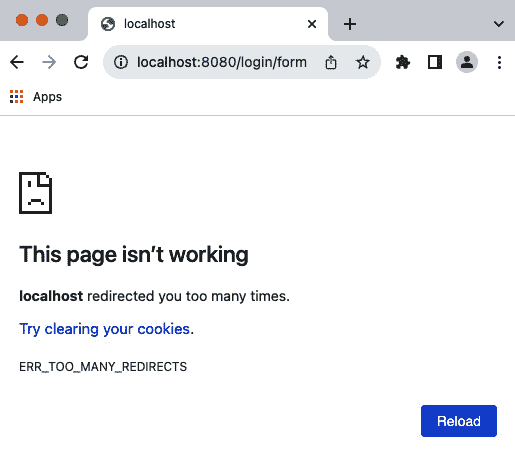 localhost
localhost:8080/login/form
Apps
This page isn’t working
localhost redirected you too many times.
Try clearing your cookies.
ERR_TOO_MANY_REDIRECTS
Reload